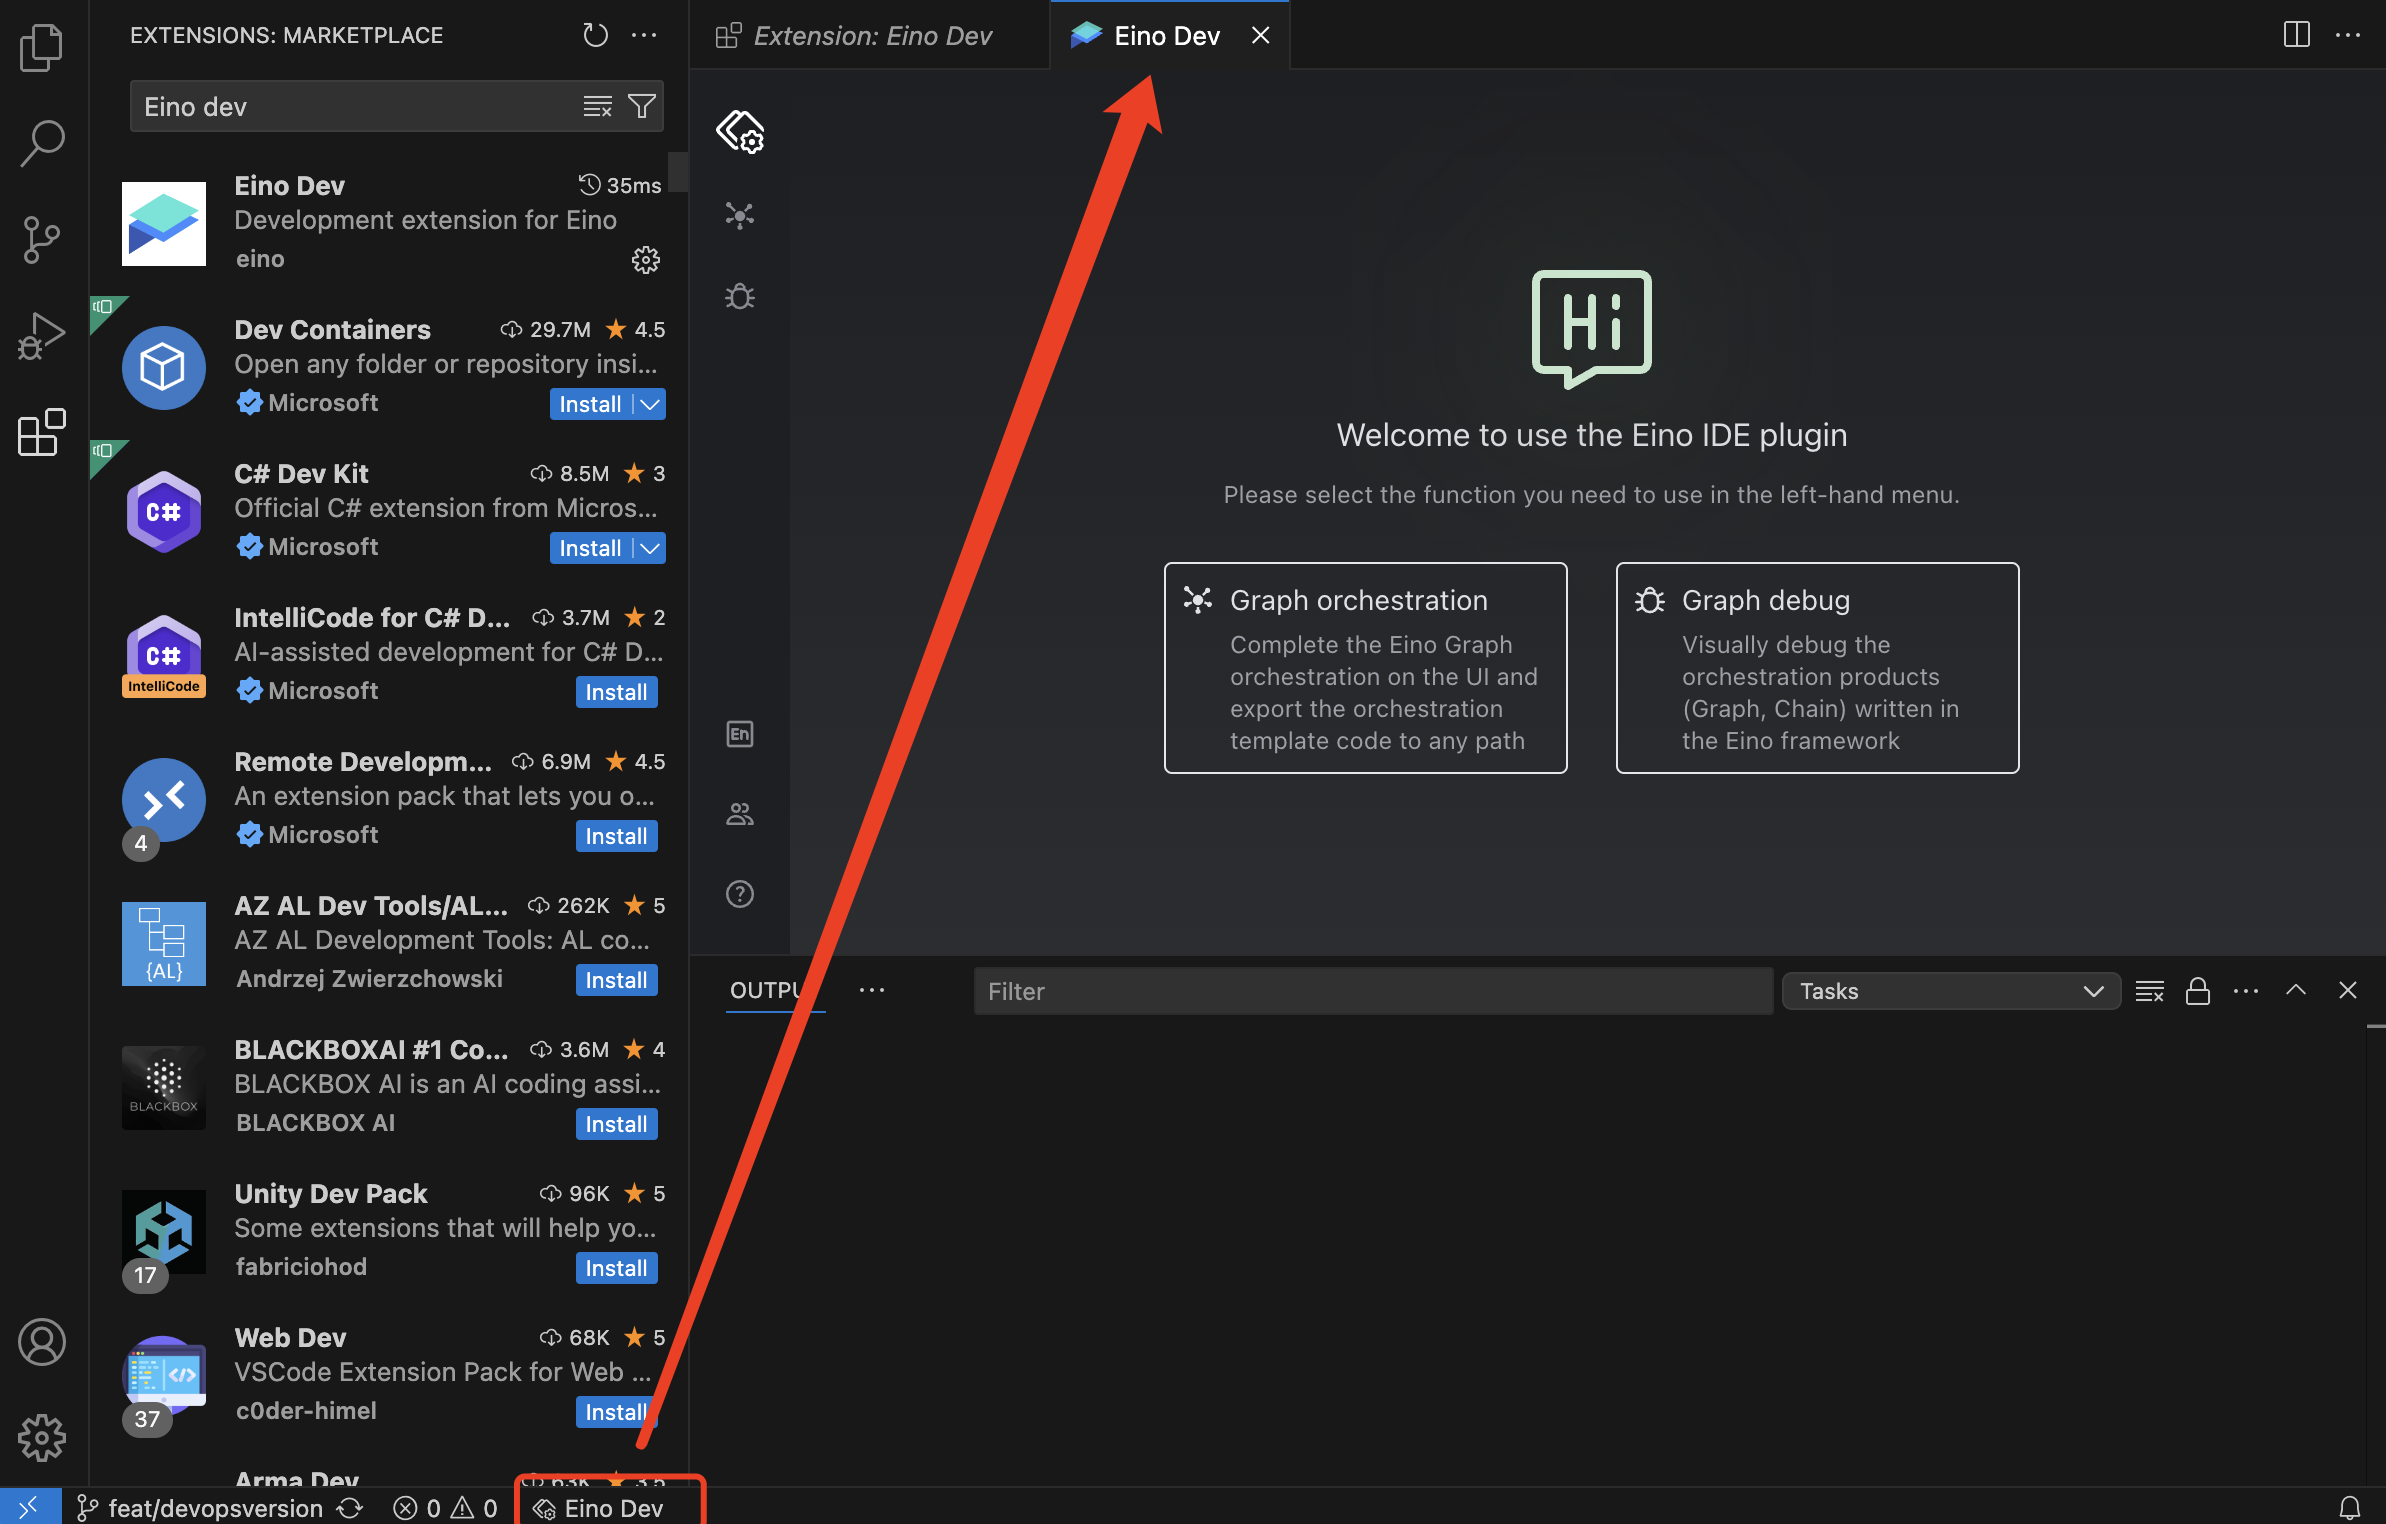 EXTENSIONS: MARKETPLACE
Eino dev
Eino Dev
35ms
Development extension for Eino
eino
Dev Containers
29.7M
4.5
Open any folder or repository insi...
Microsoft
Install
C#
C# Dev Kit
8.5M
3
Official C# extension from Micros...
Microsoft
Install
C#
IntelliCode
IntelliCode for C# D...
3.7M
2
AI-assisted development for C# D...
Microsoft
Install
4
Remote Developm...
6.9M
4.5
An extension pack that lets you o...
Microsoft
Install
{AL}
AZ AL Dev Tools/AL...
262K
5
AZ AL Development Tools: AL co...
Andrzej Zwierzchowski
Install
BLACKBOX
BLACKBOXAI #1 Co...
3.6M
4
BLACKBOX AI is an AI coding assi...
BLACKBOX AI
Install
17
Unity Dev Pack
96K
5
Some extensions that will help yo...
fabriciohod
Install
</>
37
Web Dev
68K
5
VSCode Extension Pack for Web ...
c0der-himel
Install
Arma Dev
63K
3.5
Extension: Eino Dev
Eino Dev
En
Hi
Welcome to use the Eino IDE plugin
Please select the function you need to use in the left-hand menu.
Graph orchestration
Complete the Eino Graph
orchestration on the UI and
export the orchestration
template code to any path
Graph debug
Visually debug the
orchestration products
(Graph, Chain) written in
the Eino framework
OUTPU
Filter
Tasks
feat/devopsversion
0
0
Eino Dev